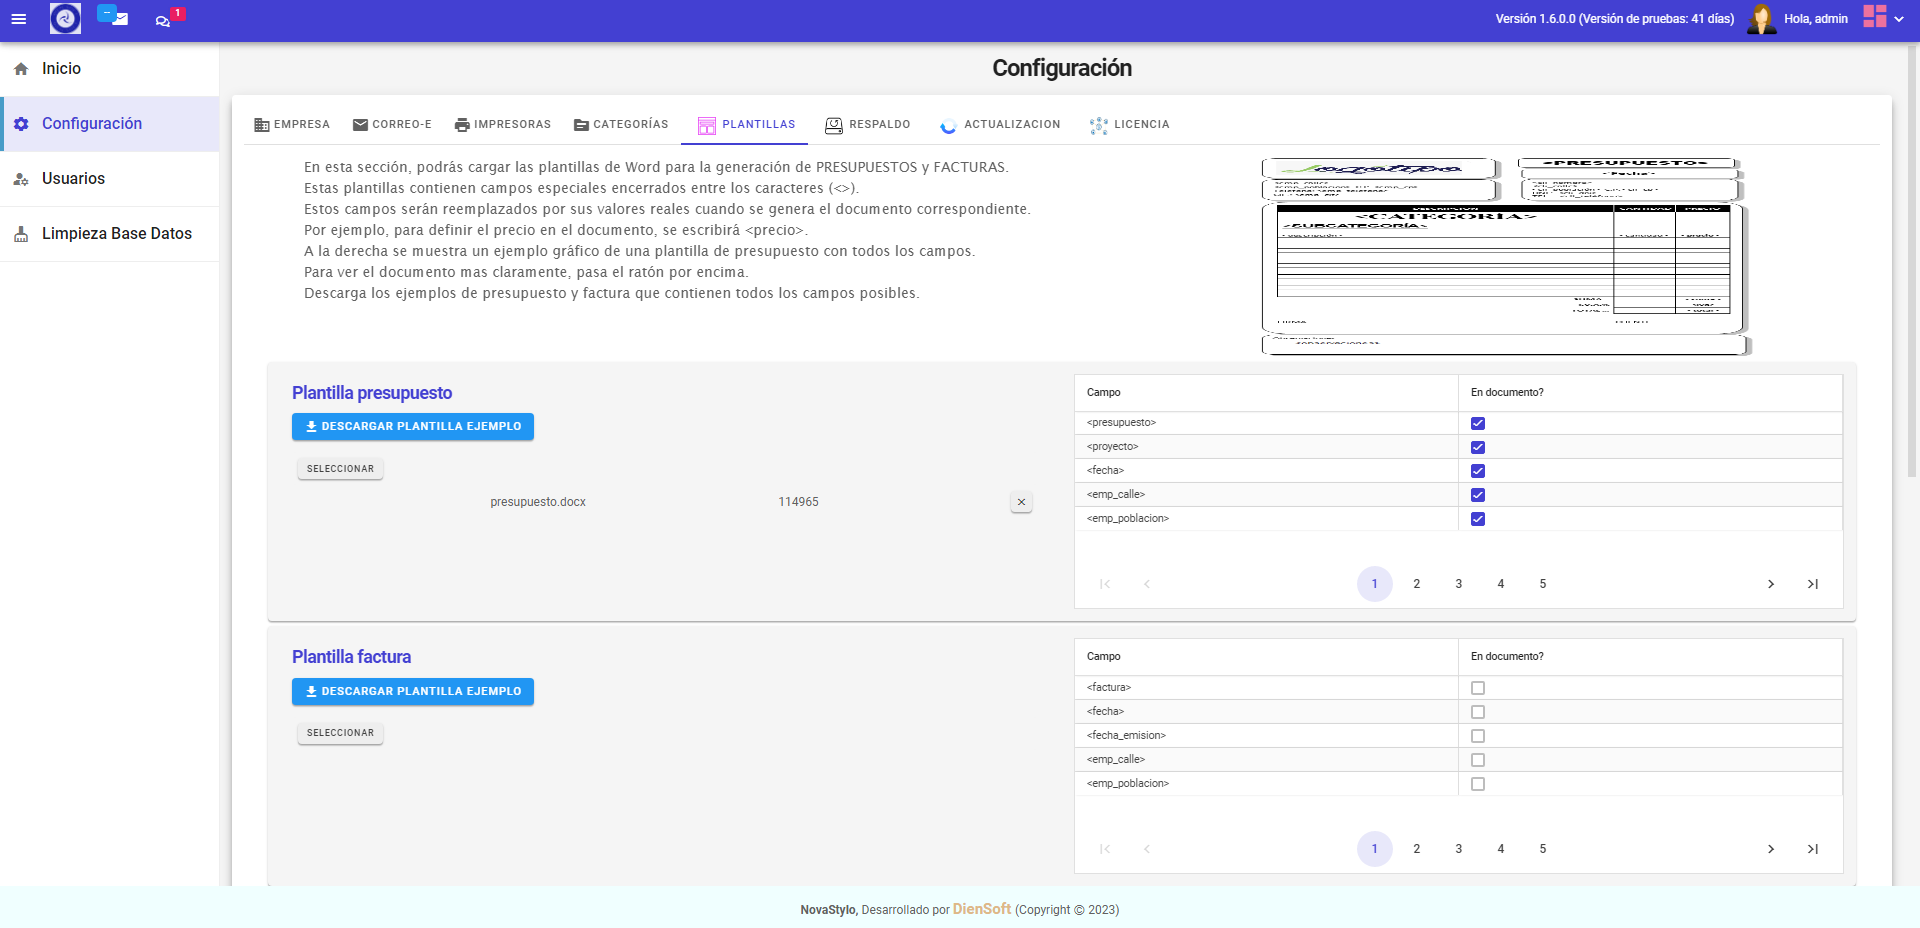 1
Versión 1.6.0.0 (Versión de pruebas: 41 días)
Hola, admin
Inicio
Configuración
Usuarios
Limpieza Base Datos
Configuración
EMPRESA
CORREO-E
IMPRESORAS
CATEGORÍAS
PLANTILLAS
RESPALDO
ACTUALIZACION
LICENCIA
En esta sección, podrás cargar las plantillas de Word para la generación de PRESUPUESTOS y FACTURAS.
Estas plantillas contienen campos especiales encerrados entre los caracteres (<>).
Estos campos serán reemplazados por sus valores reales cuando se genera el documento correspondiente.
Por ejemplo, para definir el precio en el documento, se escribirá <precio>.
A la derecha se muestra un ejemplo gráfico de una plantilla de presupuesto con todos los campos.
Para ver el documento mas claramente, pasa el ratón por encima.
Descarga los ejemplos de presupuesto y factura que contienen todos los campos posibles.
<PRESUPUESTO>
<Fecha>
DESCRIPCION CANTIDAD PRECIO
<CATEGORÍA>
<SUBCATEGORÍA>
Plantilla presupuesto
DESCARGAR PLANTILLA EJEMPLO
SELECCIONAR
presupuesto.docx 114965
Campo En documento?
<presupuesto>
<proyecto>
<fecha>
<emp_calle>
<emp_poblacion>
1 2 3 4 5
Plantilla factura
DESCARGAR PLANTILLA EJEMPLO
SELECCIONAR
Campo En documento?
<factura>
<fecha>
<fecha_emision>
<emp_calle>
<emp_poblacion>
1 2 3 4 5
NovaStylo, Desarrollado por DienSoft (Copyright © 2023)